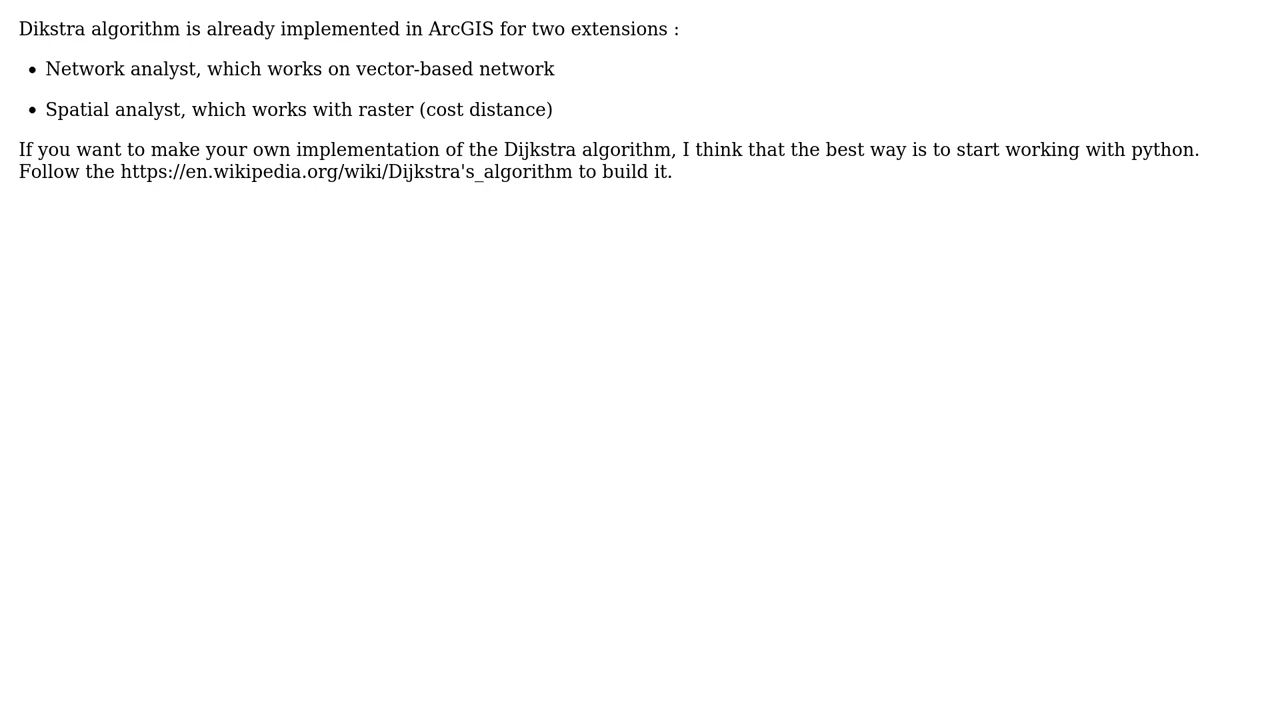 Dikstra algorithm is already implemented in ArcGIS for two extensions :
• Network analyst, which works on vector-based network
• Spatial analyst, which works with raster (cost distance)
If you want to make your own implementation of the Dijkstra algorithm, I think that the best way is to start working with python.
Follow the https://en.wikipedia.org/wiki/Dijkstra's_algorithm to build it.